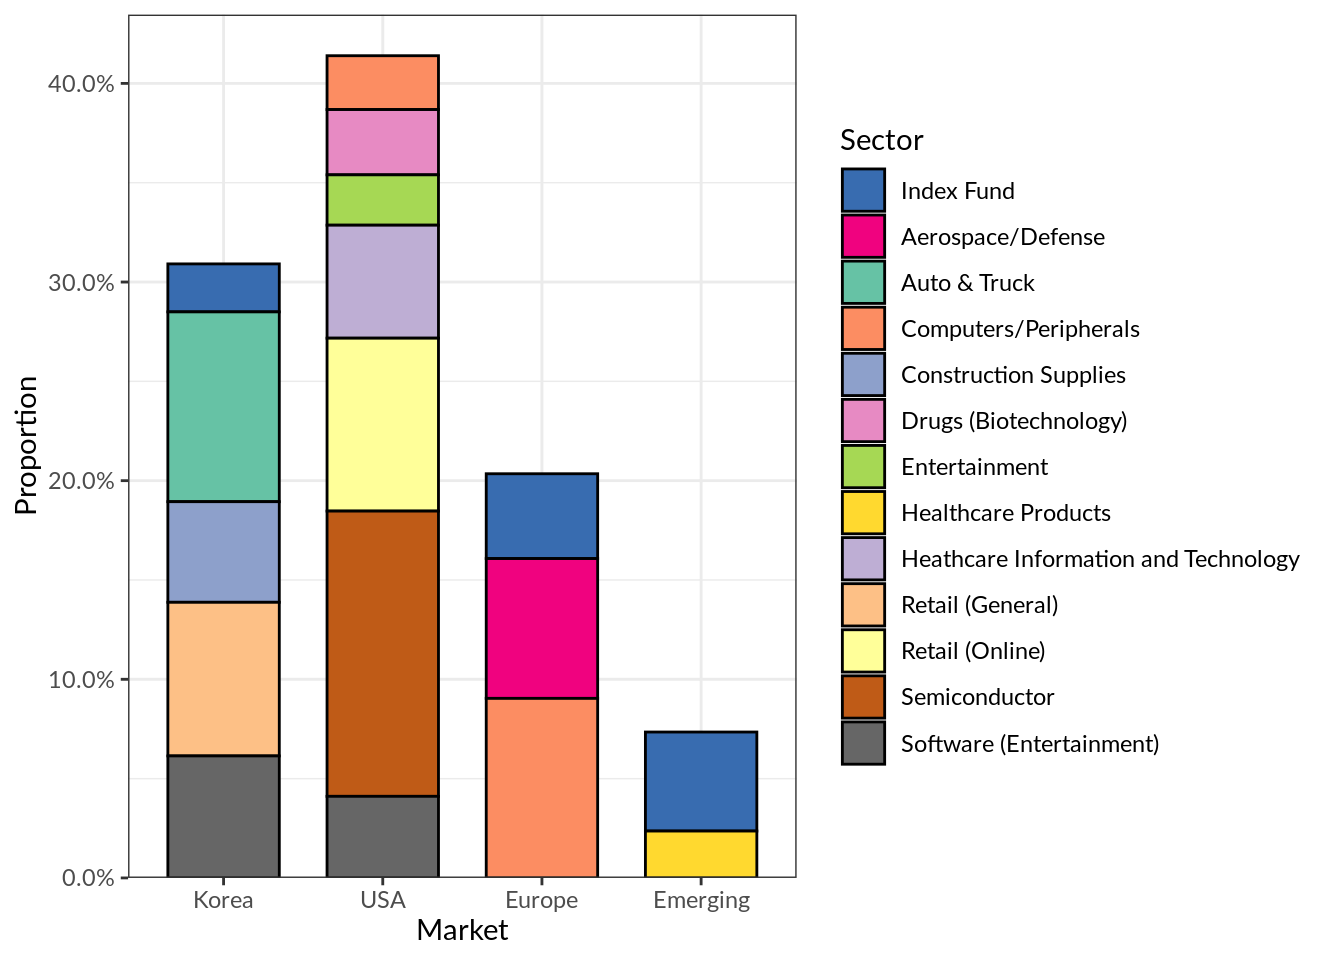 Proportion
40.0%
30.0%
20.0%
10.0%
0.0%
Korea
USA
Europe
Emerging
Market
Sector
Index Fund
Aerospace/Defense
Auto & Truck
Computers/Peripherals
Construction Supplies
Drugs (Biotechnology)
Entertainment
Healthcare Products
Heathcare Information and Technology
Retail (General)
Retail (Online)
Semiconductor
Software (Entertainment)